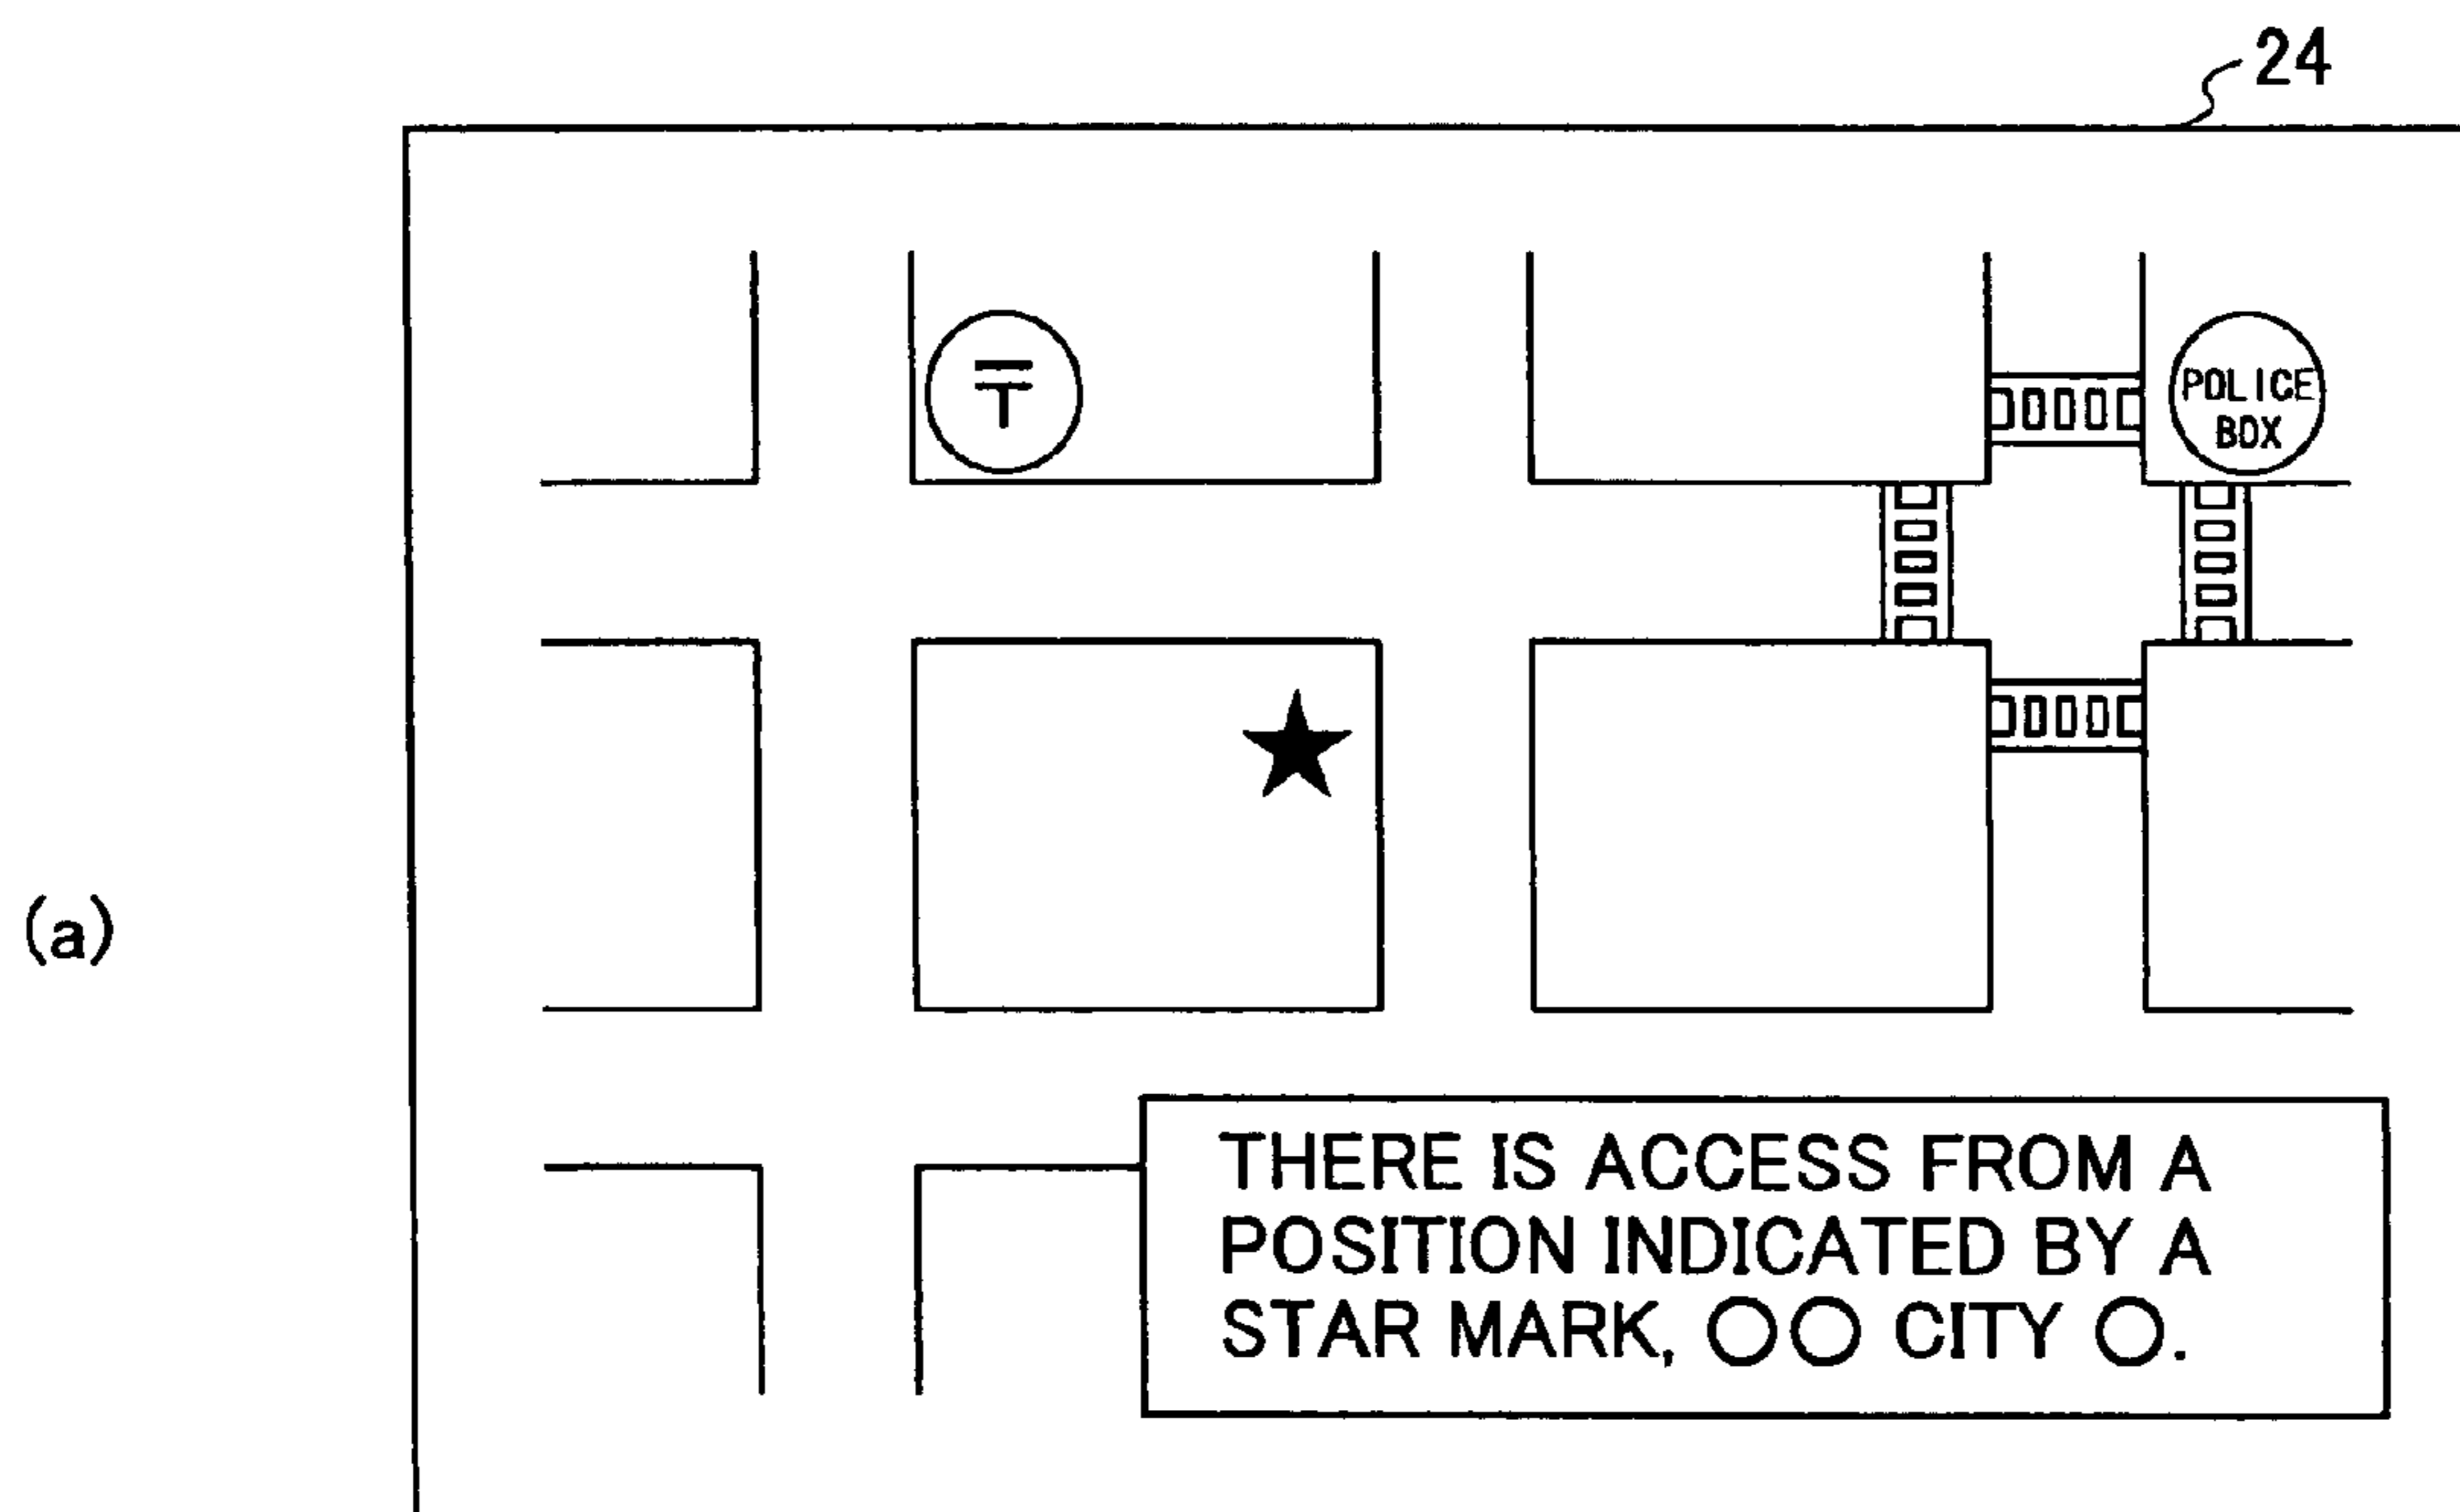 24
〒
POLICE
BOX
(a)
THERE IS ACCESS FROM A
POSITION INDICATED BY A
STAR MARK, ○○ CITY ○.